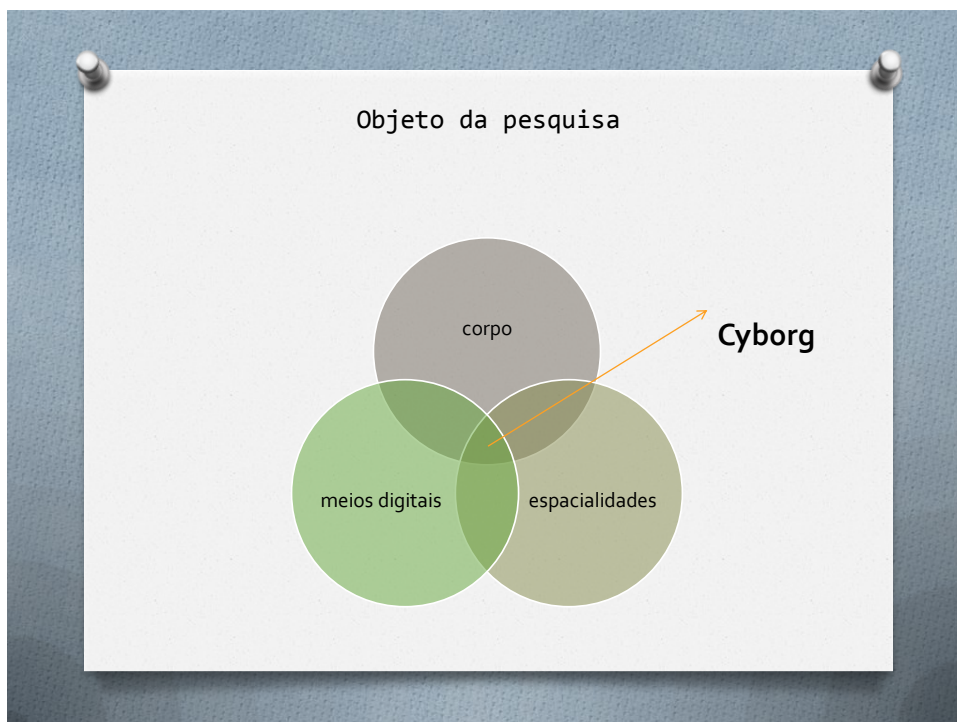 Objeto da pesquisa
corpo
Cyborg
meios digitais
espacialidades